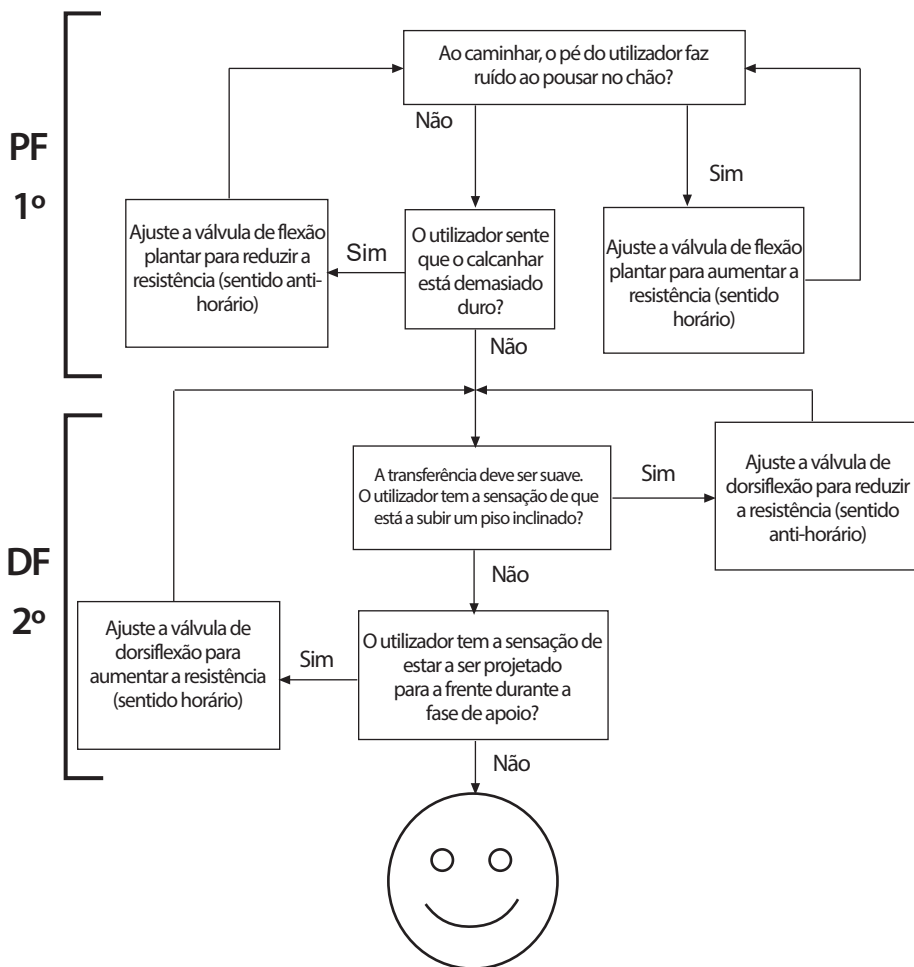 PF
1º
Ao caminhar, o pé do utilizador faz
ruído ao pousar no chão?
Não
Sim
Ajuste a válvula de flexão
plantar para reduzir a
resistência (sentido anti-
horário)
Sim
O utilizador sente
que o calcanhar
está demasiado
duro?
Ajuste a válvula de flexão
plantar para aumentar a
resistência (sentido
horário)
Não
DF
2º
A transferência deve ser suave.
O utilizador tem a sensação de que
está a subir um piso inclinado?
Sim
Ajuste a válvula de
dorsiflexão para reduzir
a resistência (sentido
anti-horário)
Não
Ajuste a válvula de
dorsiflexão para
aumentar a resistência
(sentido horário)
Sim
O utilizador tem a sensação de
estar a ser projetado
para a frente durante a
fase de apoio?
Não